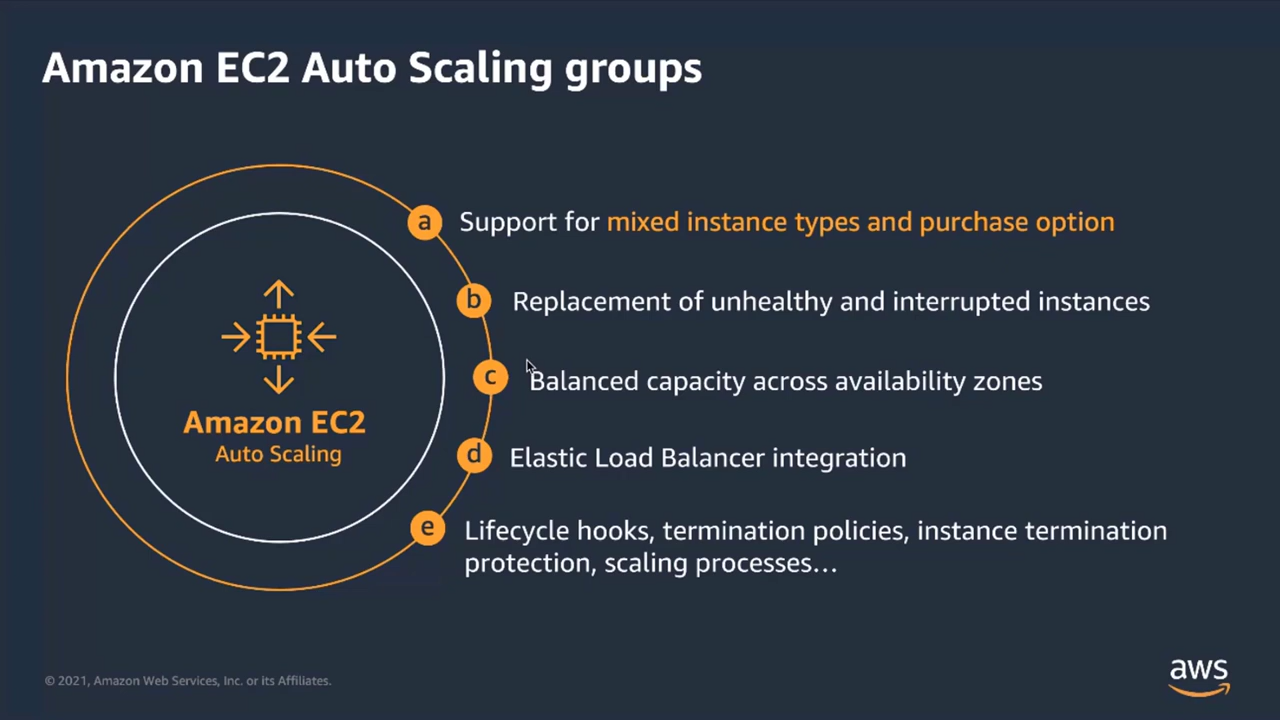 Amazon EC2 Auto Scaling groups
a Support for mixed instance types and purchase option
b Replacement of unhealthy and interrupted instances
c Balanced capacity across availability zones
Amazon EC2
Auto Scaling
d Elastic Load Balancer integration
e Lifecycle hooks, termination policies, instance termination
protection, scaling processes…
© 2021, Amazon Web Services, Inc. or its Affiliates.
aws